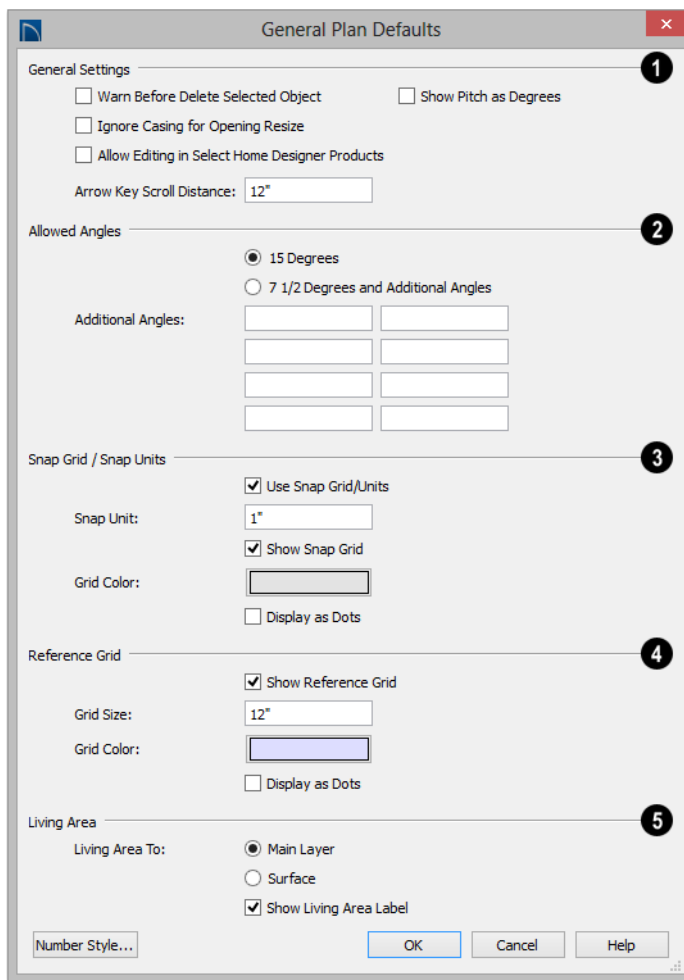 General Plan Defaults
General Settings 1
Warn Before Delete Selected Object Show Pitch as Degrees
Ignore Casing for Opening Resize
Allow Editing in Select Home Designer Products
Arrow Key Scroll Distance: 12"
Allowed Angles 2
15 Degrees
7 1/2 Degrees and Additional Angles
Additional Angles:
Snap Grid / Snap Units 3
Use Snap Grid/Units
Snap Unit: 1"
Show Snap Grid
Grid Color:
Display as Dots
Reference Grid 4
Show Reference Grid
Grid Size: 12"
Grid Color:
Display as Dots
Living Area 5
Living Area To: Main Layer
Surface
Show Living Area Label
Number Style... OK Cancel Help